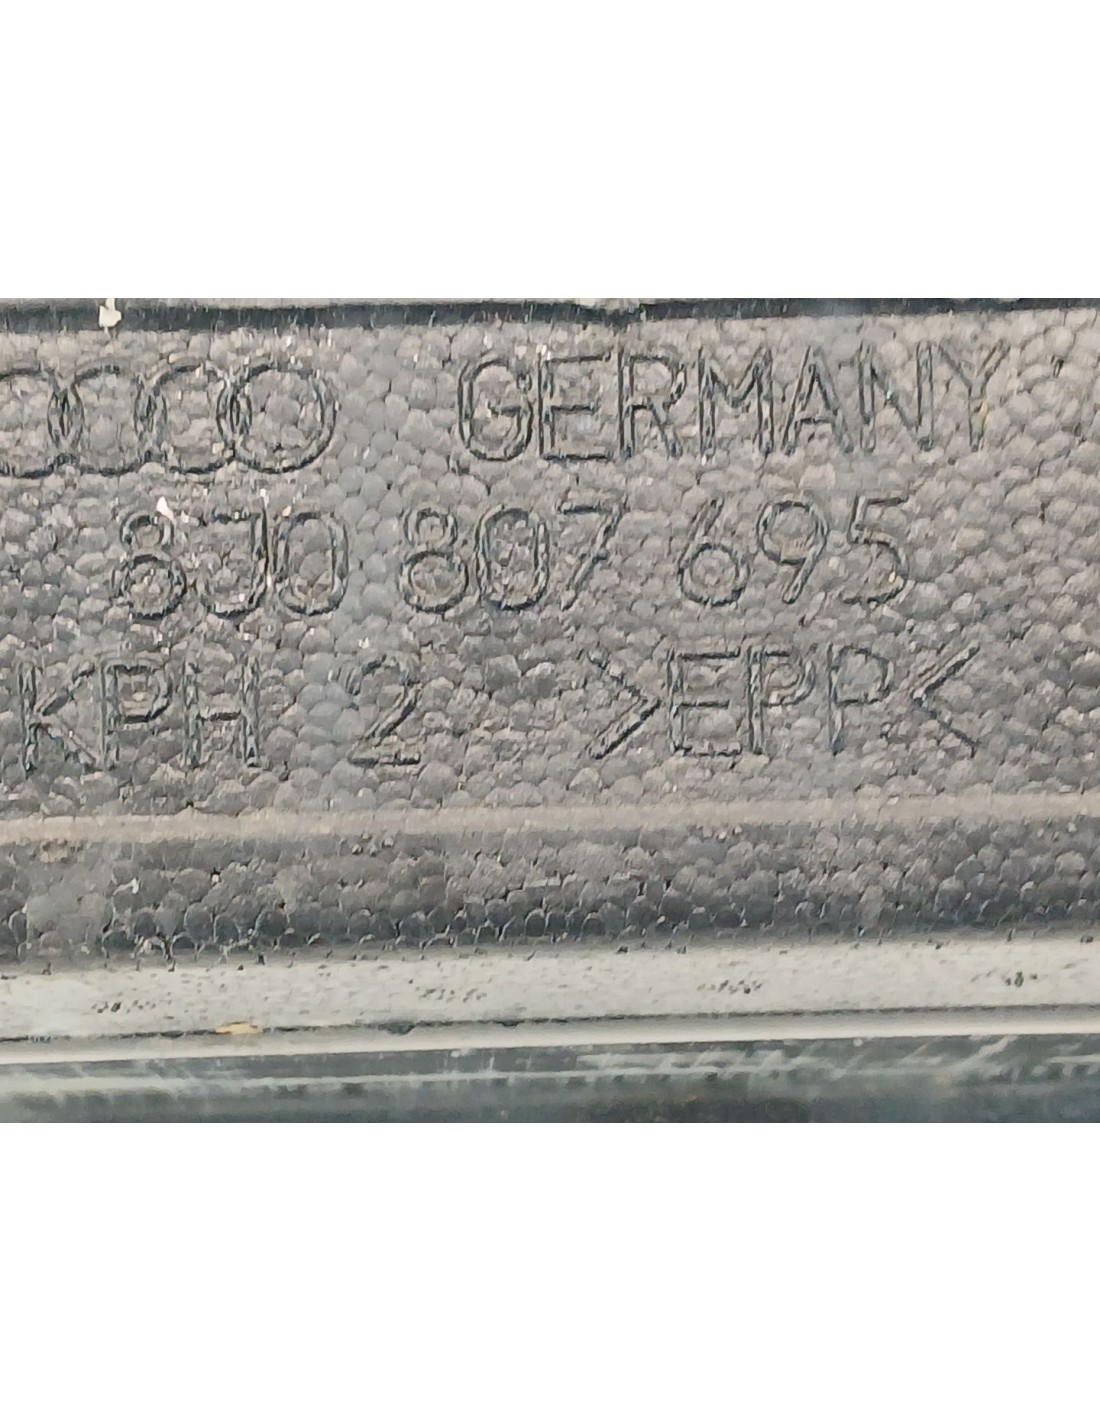 GERMANY
8J0 807 695
KPH 2 >EPP<